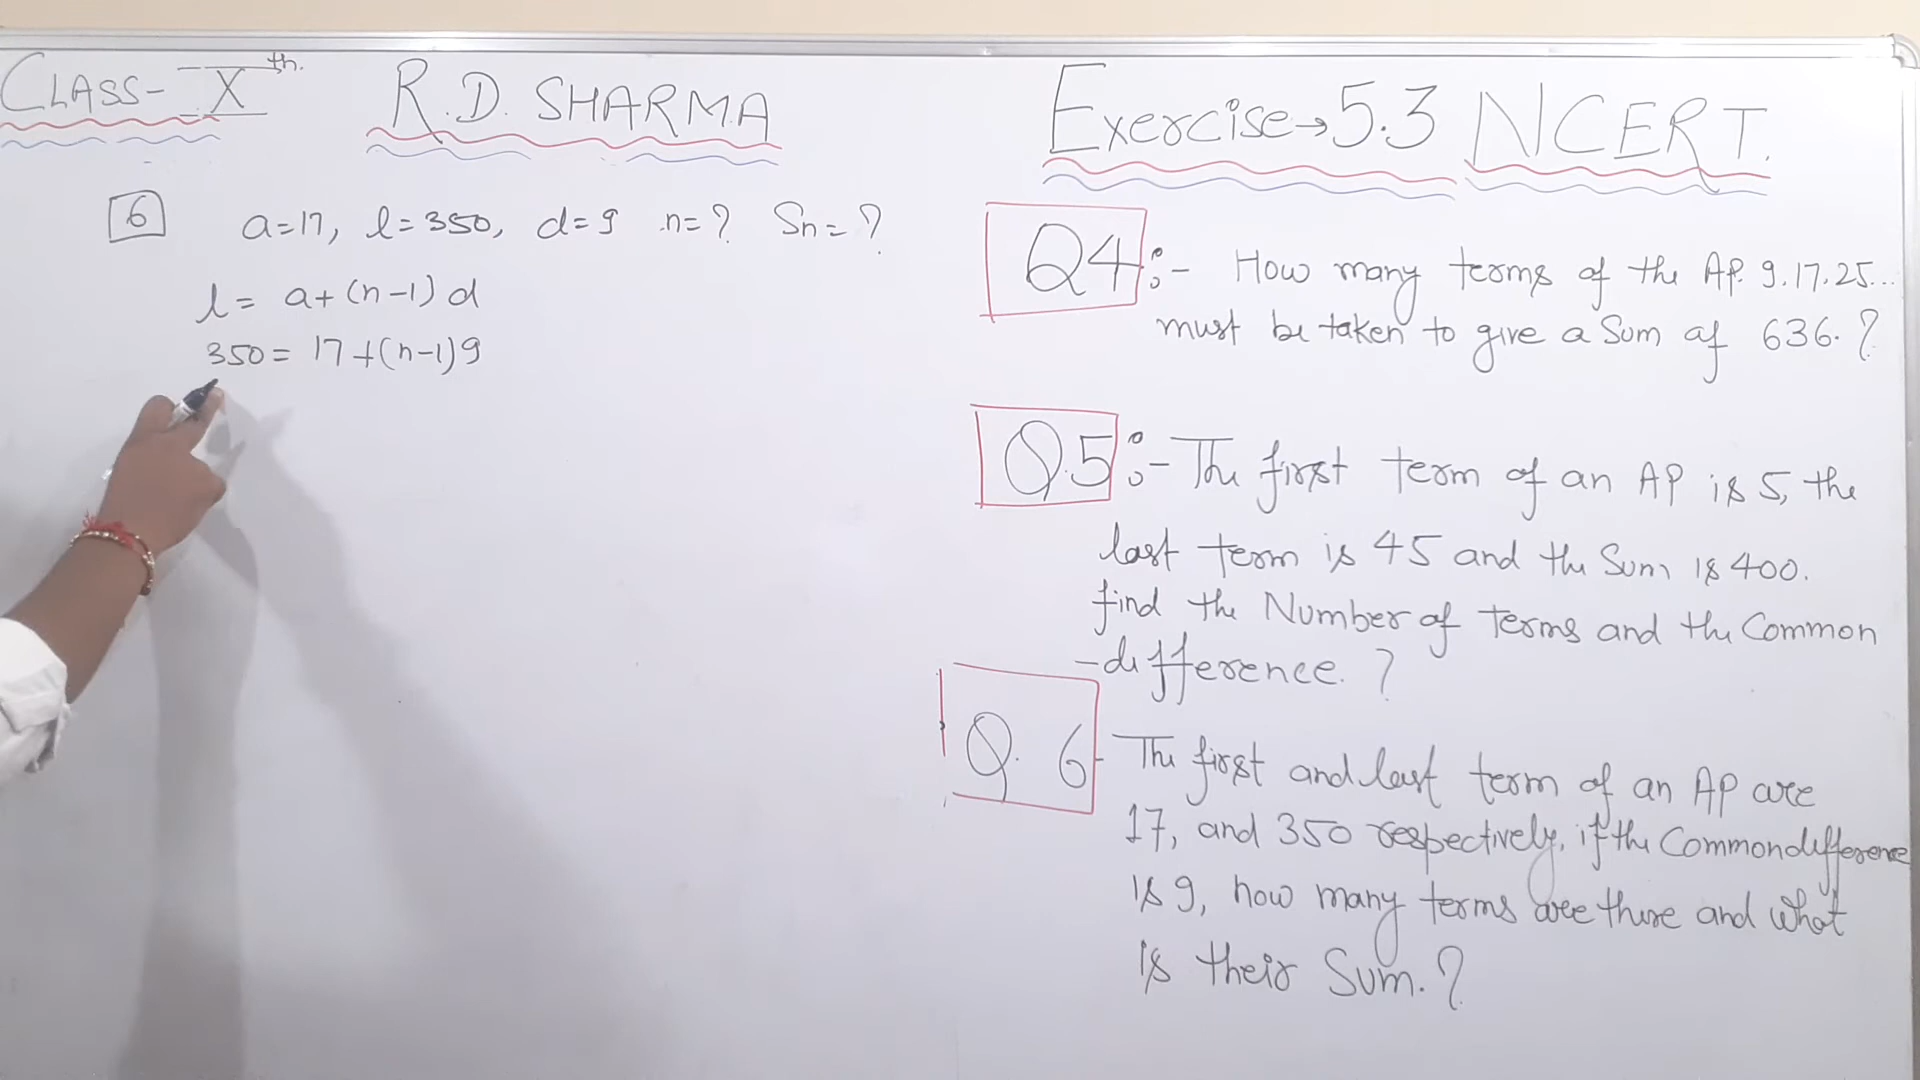 CLASS- Xth. R.D. SHARMA
6 a=17, l=350, d=9 n=? Sn=?
l = a+(n-1) d
350 = 17+(n-1)9
Exercise→5.3 NCERT.
Q4:- How many terms of the AP. 9.17.25...
must be taken to give a Sum of 636. ?
Q.5:- The first term of an AP is 5, the
last term is 45 and the Sum is 400.
find the Number of terms and the Common
-difference. ?
Q. 6- The first and last term of an AP are
17, and 350 respectively, if the Common difference
is 9, how many terms are there and what
is their Sum. ?